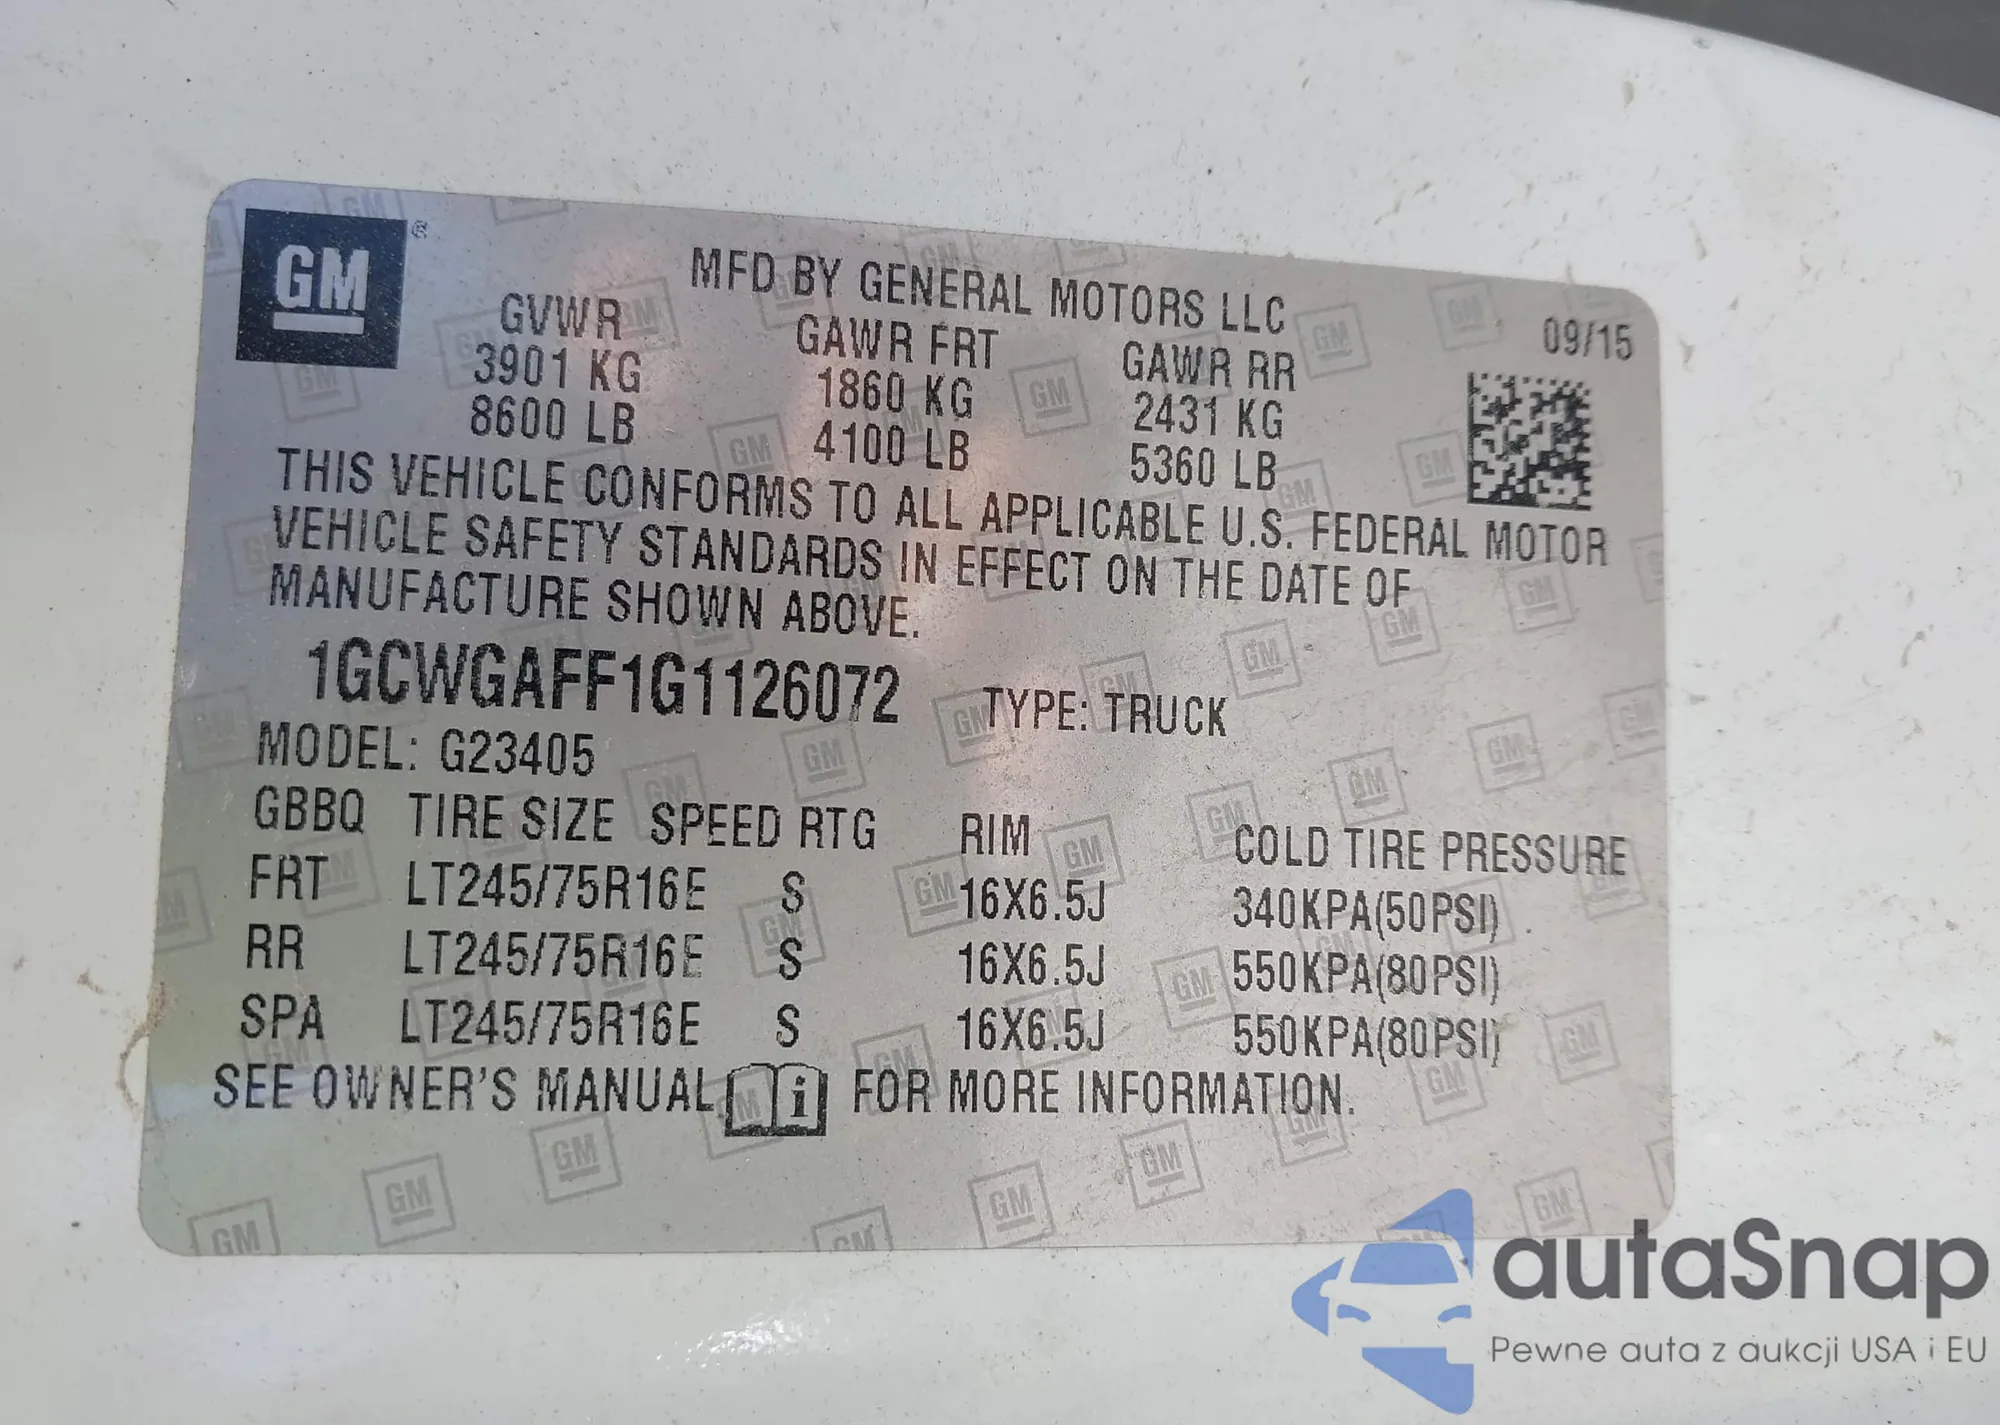 GM ®
MFD BY GENERAL MOTORS LLC
09/15
GVWR GAWR FRT GAWR RR
3901 KG 1860 KG 2431 KG
8600 LB 4100 LB 5360 LB
THIS VEHICLE CONFORMS TO ALL APPLICABLE U.S. FEDERAL MOTOR
VEHICLE SAFETY STANDARDS IN EFFECT ON THE DATE OF
MANUFACTURE SHOWN ABOVE.
1GCWGAFF1G1126072 TYPE: TRUCK
MODEL: G23405
GBBQ TIRE SIZE SPEED RTG RIM COLD TIRE PRESSURE
FRT LT245/75R16E S 16X6.5J 340KPA(50PSI)
RR LT245/75R16E S 16X6.5J 550KPA(80PSI)
SPA LT245/75R16E S 16X6.5J 550KPA(80PSI)
SEE OWNER'S MANUAL i FOR MORE INFORMATION.
autaSnap
Pewne auta z aukcji USA i EU